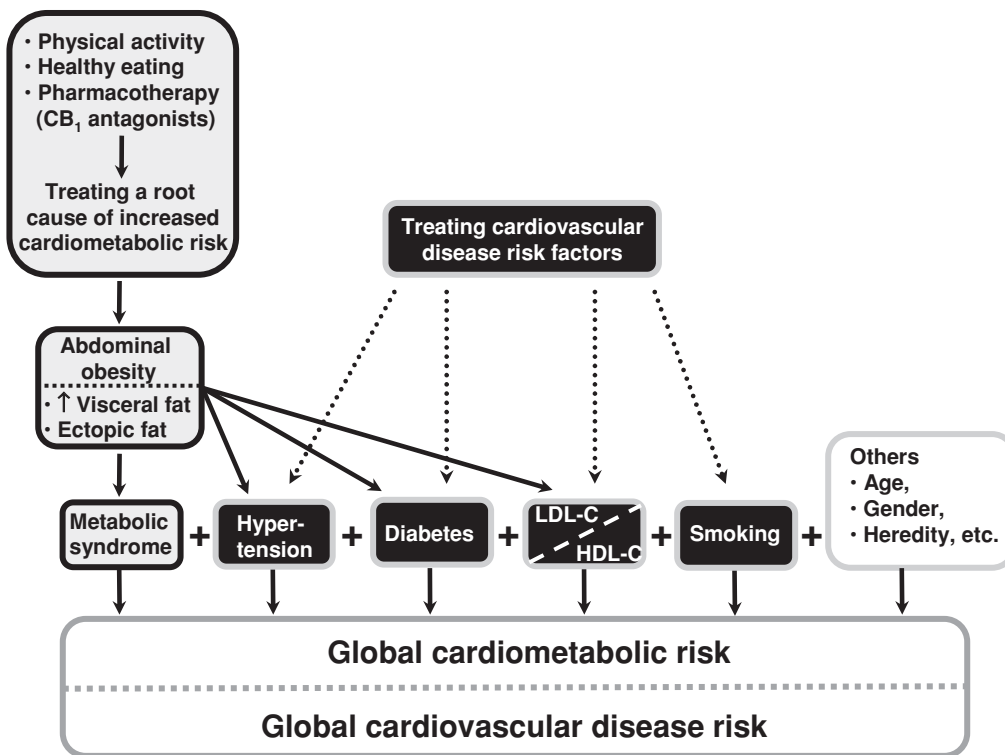 · Physical activity
· Healthy eating
· Pharmacotherapy
(CB₁ antagonists)
Treating a root
cause of increased
cardiometabolic risk
Treating cardiovascular
disease risk factors
Abdominal
obesity
· ↑ Visceral fat
· Ectopic fat
Metabolic
syndrome
+
Hyper-
tension
+
Diabetes
+
LDL-C
HDL-C
+
Smoking
+
Others
· Age,
· Gender,
· Heredity, etc.
Global cardiometabolic risk
Global cardiovascular disease risk